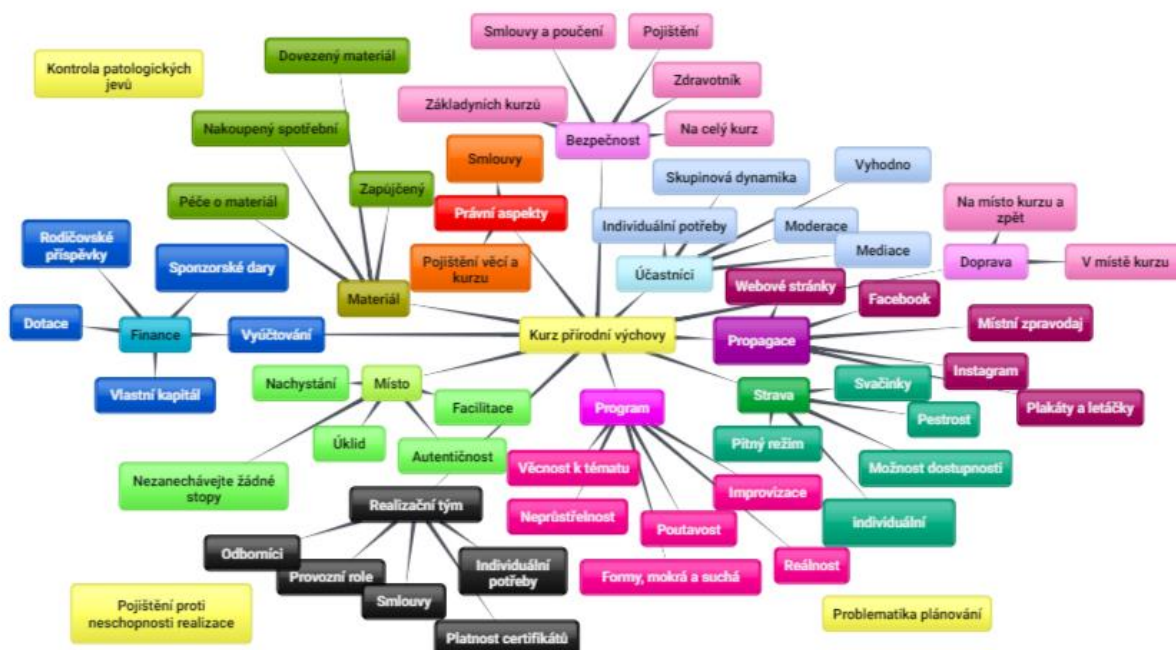 Smlouvy a poučení
Pojištění
Dovezený materiál
Kontrola patologických
jevů
Zdravotník
Základyních kurzů
Nakoupený spotřební
Bezpečnost
Na celý kurz
Smlouvy
Vyhodno
Skupinová dynamika
Péče o materiál
Zapůjčený
Právní aspekty
Individuální potřeby
Moderace
Na místo kurzu a
zpět
Rodičovské
příspěvky
Sponzorské dary
Pojištění věcí a
kurzu
Účastníci
Mediace
Doprava
V místě kurzu
Materiál
Webové stránky
Facebook
Dotace
Finance
Vyúčtování
Kurz přírodní výchovy
Propagace
Místní zpravodaj
Instagram
Vlastní kapitál
Nachystání
Místo
Facilitace
Program
Strava
Svačinky
Plakáty a letáčky
Pestrost
Úklid
Autentičnost
Pitný režim
Věcnost k tématu
Možnost dostupnosti
Nezanechávejte žádné
stopy
Improvizace
Realizační tým
Neprůstřelnost
Poutavost
individuální
Odborníci
Provozní role
Individuální
potřeby
Formy, mokrá a suchá
Reálnost
Smlouvy
Pojištění proti
neschopnosti realizace
Platnost certifikátů
Problematika plánování